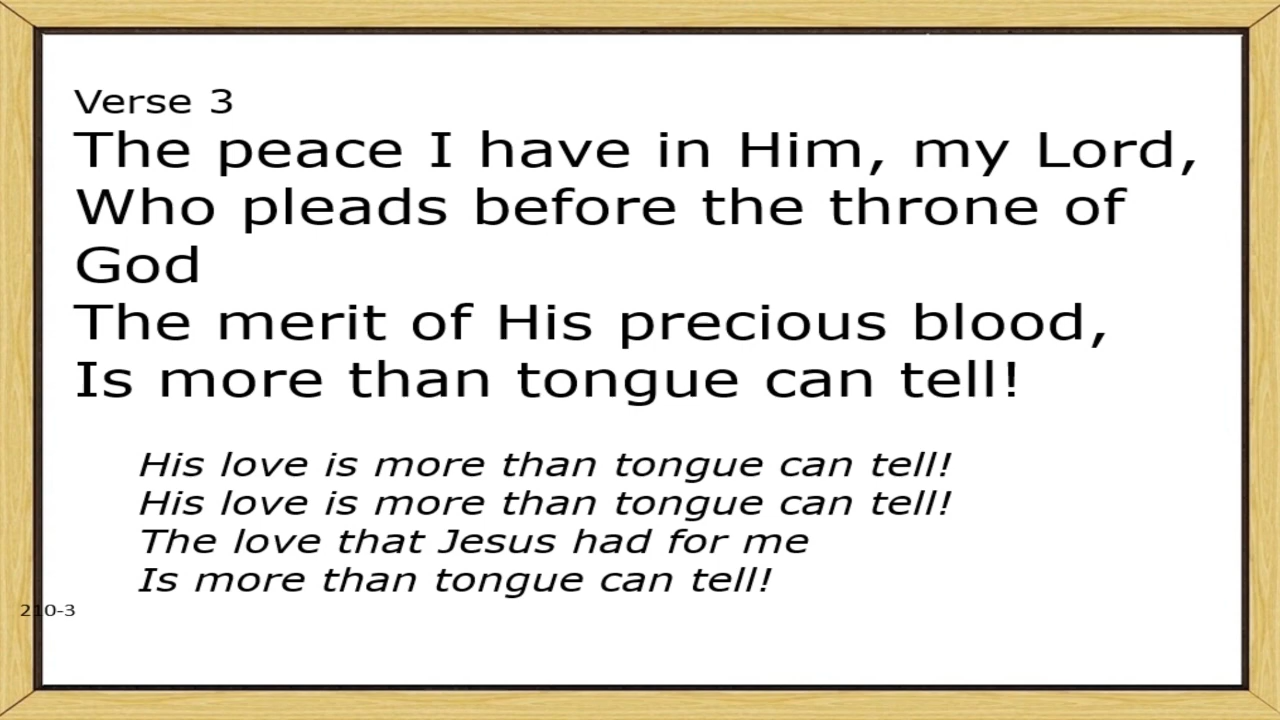 Verse 3
The peace I have in Him, my Lord,
Who pleads before the throne of
God
The merit of His precious blood,
Is more than tongue can tell!
His love is more than tongue can tell!
His love is more than tongue can tell!
The love that Jesus had for me
Is more than tongue can tell!
210-3